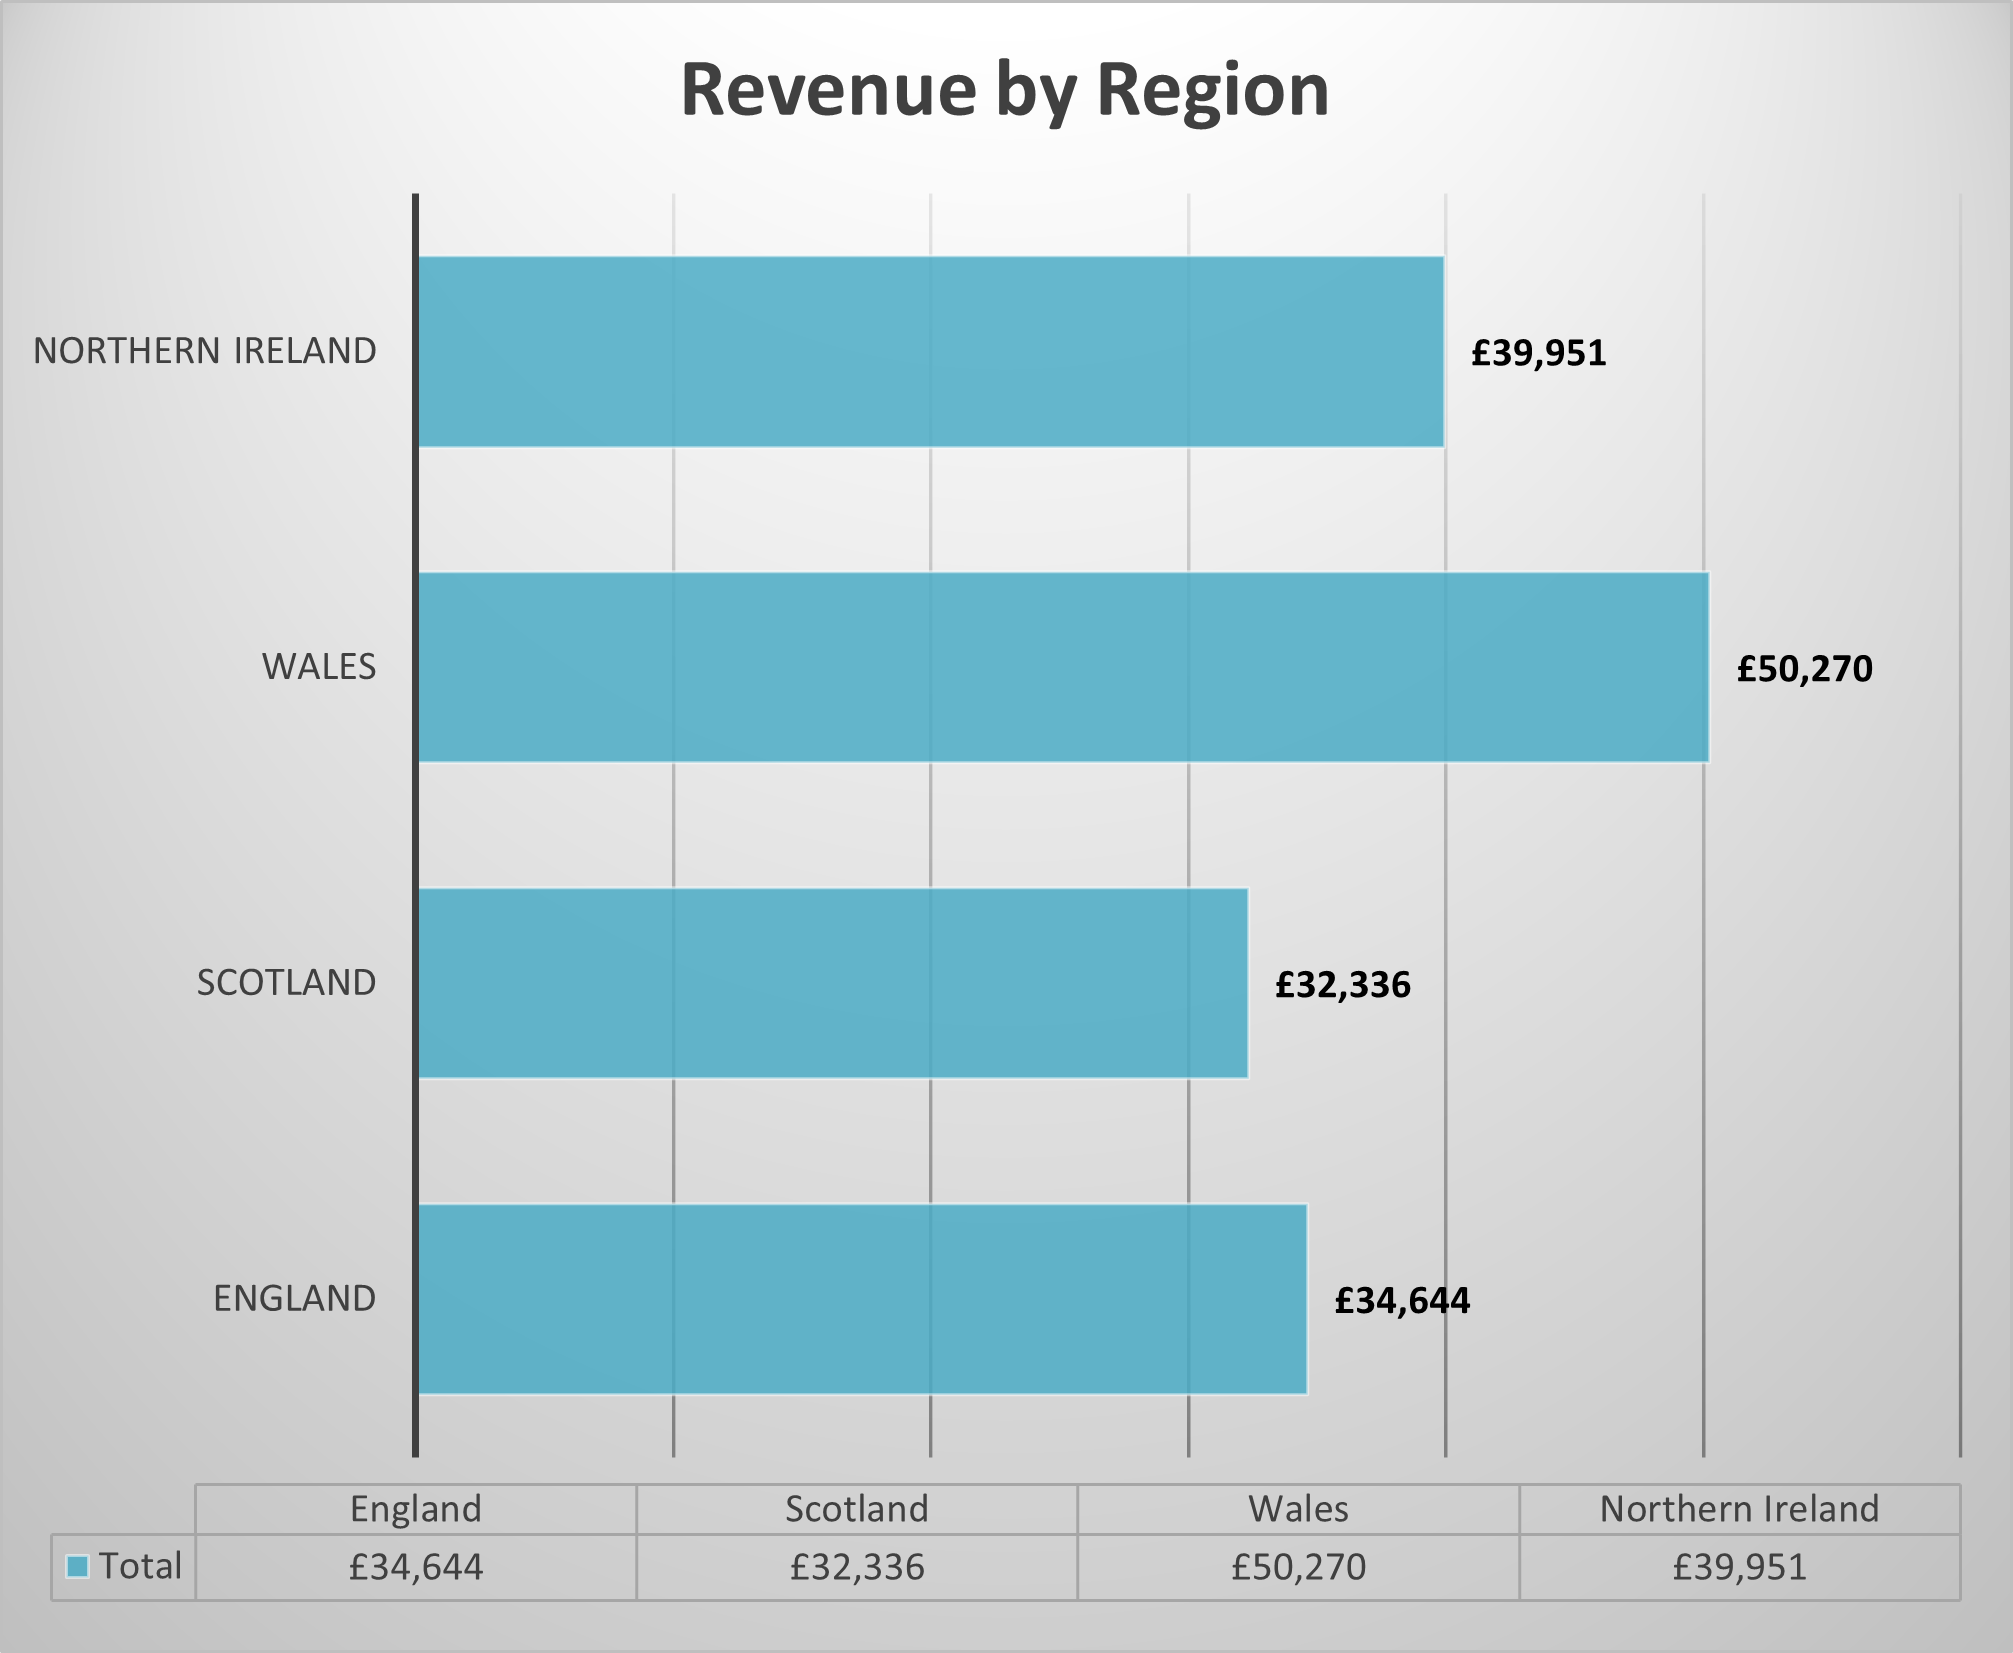 Revenue by Region
NORTHERN IRELAND
£39,951
WALES
£50,270
SCOTLAND
£32,336
ENGLAND
£34,644
England Scotland Wales Northern Ireland
Total £34,644 £32,336 £50,270 £39,951